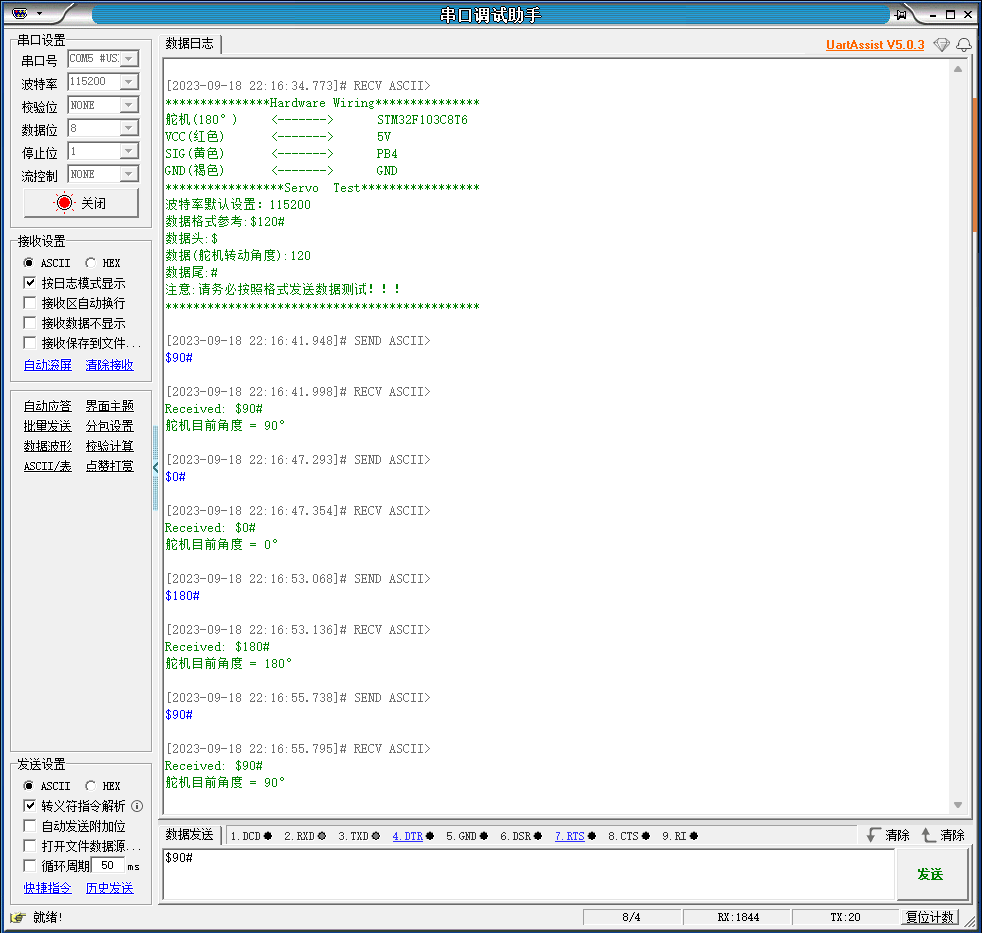 串口调试助手
串口设置
串口号 COM5 #US
波特率 115200
校验位 NONE
数据位 8
停止位 1
流控制 NONE
关闭
接收设置
ASCII HEX
按日志模式显示
接收区自动换行
接收数据不显示
接收保存到文件...
自动滚屏 清除接收
自动应答 界面主题
批量发送 分包设置
数据波形 校验计算
ASCII/表 点赞打赏
发送设置
ASCII HEX
转义符指令解析
自动发送附加位
打开文件数据源...
循环周期 50 ms
快捷指令 历史发送
数据日志
UartAssist V5.0.3
[2023-09-18 22:16:34.773]# RECV ASCII>
***************Hardware Wiring***************
舵机(180°) <-------> STM32F103C8T6
VCC(红色) <-------> 5V
SIG(黄色) <-------> PB4
GND(褐色) <-------> GND
*****************Servo Test*****************
波特率默认设置: 115200
数据格式参考:$120#
数据头:$
数据(舵机转动角度):120
数据尾:#
注意:请务必按照格式发送数据测试!!!
*********************************************
[2023-09-18 22:16:41.948]# SEND ASCII>
$90#
[2023-09-18 22:16:41.998]# RECV ASCII>
Received: $90#
舵机目前角度 = 90°
[2023-09-18 22:16:47.293]# SEND ASCII>
$0#
[2023-09-18 22:16:47.354]# RECV ASCII>
Received: $0#
舵机目前角度 = 0°
[2023-09-18 22:16:53.068]# SEND ASCII>
$180#
[2023-09-18 22:16:53.136]# RECV ASCII>
Received: $180#
舵机目前角度 = 180°
[2023-09-18 22:16:55.738]# SEND ASCII>
$90#
[2023-09-18 22:16:55.795]# RECV ASCII>
Received: $90#
舵机目前角度 = 90°
数据发送 1.DCD 2.RXD 3.TXD 4.DTR 5.GND 6.DSR 7.RTS 8.CTS 9.RI 清除 清除
$90#
发送
就绪! 8/4 RX:1844 TX:20 复位计数